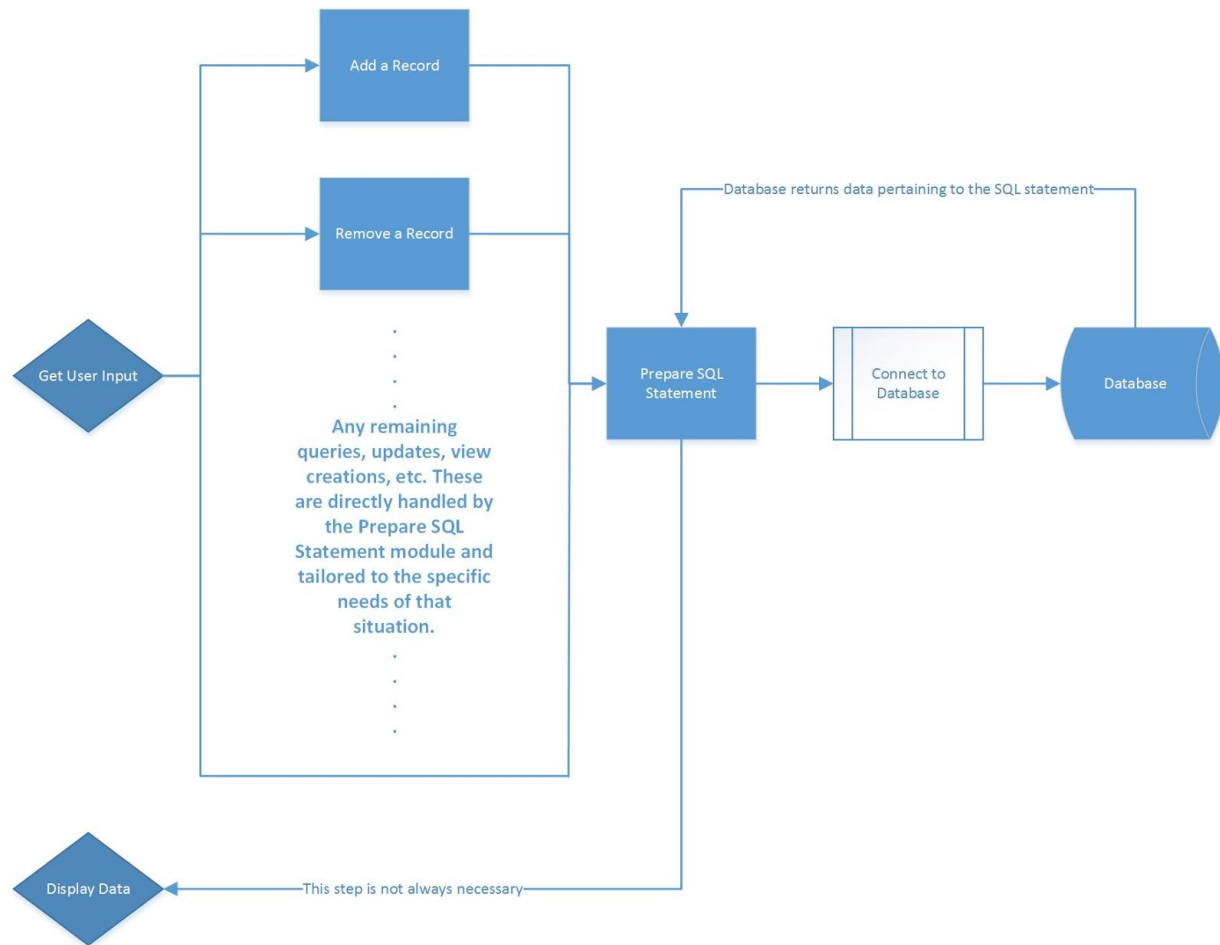 Add a Record
Database returns data pertaining to the SQL statement
Remove a Record
Get User Input
Prepare SQL
Statement
Connect to
Database
Database
.
.
.
.
Any remaining
queries, updates, view
creations, etc. These
are directly handled by
the Prepare SQL
Statement module and
tailored to the specific
needs of that
situation.
.
.
.
.
Display Data
This step is not always necessary